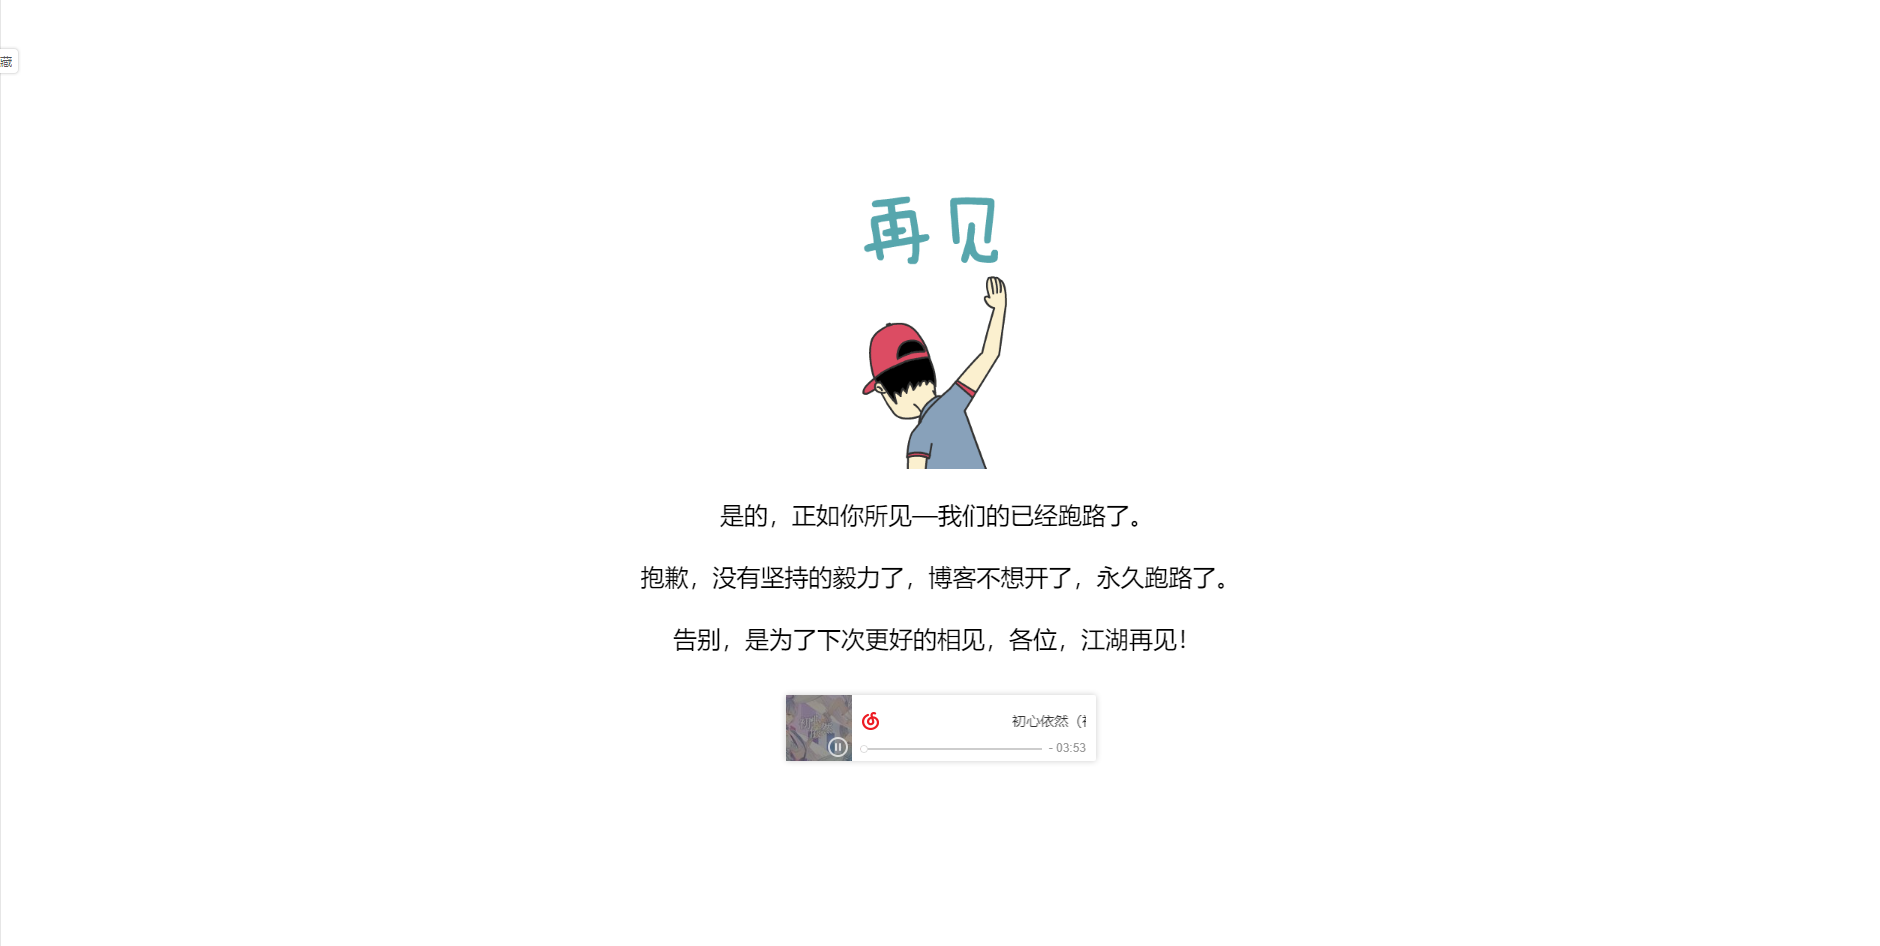 藏
再见
是的，正如你所见—我们的已经跑路了。
抱歉，没有坚持的毅力了，博客不想开了，永久跑路了。
告别，是为了下次更好的相见，各位，江湖再见！
初心依然（
- 03:53